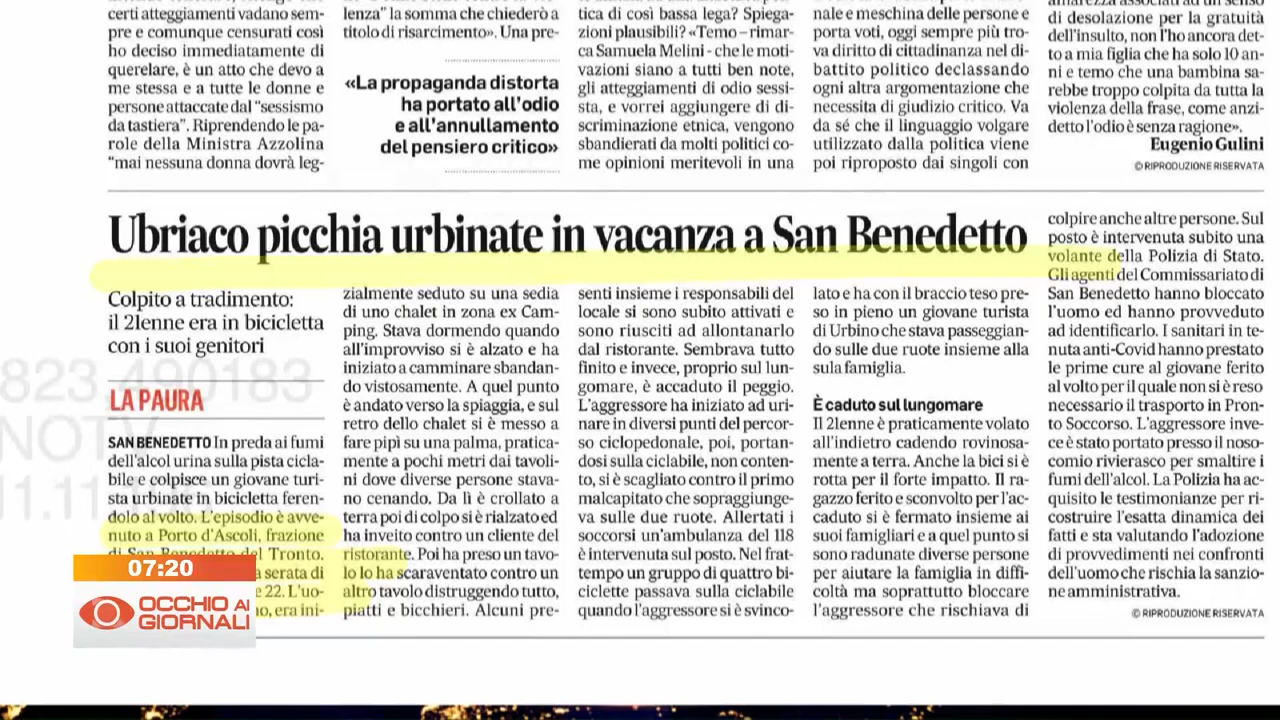 certi atteggiamenti vadano sem-
pre e comunque censurati così
ho deciso immediatamente di
querelare, è un atto che devo a
me stessa e a tutte le donne e
persone attaccate dal "sessismo
da tastiera". Riprendendo le pa-
role della Ministra Azzolina
"mai nessuna donna dovrà leg-
lenza" la somma che chiederò a
titolo di risarcimento». Una pre-
«La propaganda distorta
ha portato all'odio
e all'annullamento
del pensiero critico»
tica di così bassa lega? Spiega-
zioni plausibili? «Temo – rimar-
ca Samuela Melini - che le moti-
vazioni siano a tutti ben note,
gli atteggiamenti di odio sessi-
sta, e vorrei aggiungere di di-
scriminazione etnica, vengono
sbandierati da molti politici co-
me opinioni meritevoli in una
nale e meschina delle persone e
porta voti, oggi sempre più tro-
va diritto di cittadinanza nel di-
battito politico declassando
ogni altra argomentazione che
necessita di giudizio critico. Va
da sé che il linguaggio volgare
utilizzato dalla politica viene
poi riproposto dai singoli con
di desolazione per la gratuità
dell'insulto, non l'ho ancora det-
to a mia figlia che ha solo 10 an-
ni e temo che una bambina sa-
rebbe troppo colpita da tutta la
violenza della frase, come anzi-
detto l'odio è senza ragione».
Eugenio Gulini
© RIPRODUZIONE RISERVATA
Ubriaco picchia urbinate in vacanza a San Benedetto
Colpito a tradimento:
il 21enne era in bicicletta
con i suoi genitori
LA PAURA
SAN BENEDETTO In preda ai fumi
dell'alcol urina sulla pista cicla-
bile e colpisce un giovane turi-
sta urbinate in bicicletta feren-
dolo al volto. L'episodio è avve-
nuto a Porto d'Ascoli, frazione
di San Benedetto del Tronto,
serata di
e 22. L'uo-
mo, era ini-
zialmente seduto su una sedia
di uno chalet in zona ex Cam-
ping. Stava dormendo quando
all'improvviso si è alzato e ha
iniziato a camminare sbandan-
do vistosamente. A quel punto
è andato verso la spiaggia, e sul
retro dello chalet si è messo a
fare pipì su una palma, pratica-
mente a pochi metri dai tavoli-
ni dove diverse persone stava-
no cenando. Da lì è crollato a
terra poi di colpo si è rialzato ed
ha inveito contro un cliente del
ristorante. Poi ha preso un tavo-
lo lo ha scaraventato contro un
altro tavolo distruggendo tutto,
piatti e bicchieri. Alcuni pre-
senti insieme i responsabili del
locale si sono subito attivati e
sono riusciti ad allontanarlo
dal ristorante. Sembrava tutto
finito e invece, proprio sul lun-
gomare, è accaduto il peggio.
L'aggressore ha iniziato ad uri-
nare in diversi punti del percor-
so ciclopedonale, poi, portan-
dosi sulla ciclabile, non conten-
to, si è scagliato contro il primo
malcapitato che sopraggiunge-
va sulle due ruote. Allertati i
soccorsi un'ambulanza del 118
è intervenuta sul posto. Nel frat-
tempo un gruppo di quattro bi-
ciclette passava sulla ciclabile
quando l'aggressore si è svinco-
lato e ha con il braccio teso pre-
so in pieno un giovane turista
di Urbino che stava passeggian-
do sulle due ruote insieme alla
sula famiglia.
È caduto sul lungomare
Il 21enne è praticamente volato
all'indietro cadendo rovinosa-
mente a terra. Anche la bici si è
rotta per il forte impatto. Il ra-
gazzo ferito e sconvolto per l'ac-
caduto si è fermato insieme ai
suoi famigliari e a quel punto si
sono radunate diverse persone
per aiutare la famiglia in diffi-
coltà ma soprattutto bloccare
l'aggressore che rischiava di
colpire anche altre persone. Sul
posto è intervenuta subito una
volante della Polizia di Stato.
Gli agenti del Commissariato di
San Benedetto hanno bloccato
l'uomo ed hanno provveduto
ad identificarlo. I sanitari in te-
nuta anti-Covid hanno prestato
le prime cure al giovane ferito
al volto per il quale non si è reso
necessario il trasporto in Pron-
to Soccorso. L'aggressore inve-
ce è stato portato presso il noso-
comio rivierasco per smaltire i
fumi dell'alcol. La Polizia ha ac-
quisito le testimonianze per ri-
costruire l'esatta dinamica dei
fatti e sta valutando l'adozione
di provvedimenti nei confronti
dell'uomo che rischia la sanzio-
ne amministrativa.
© RIPRODUZIONE RISERVATA
07:20
OCCHIO AI
GIORNALI